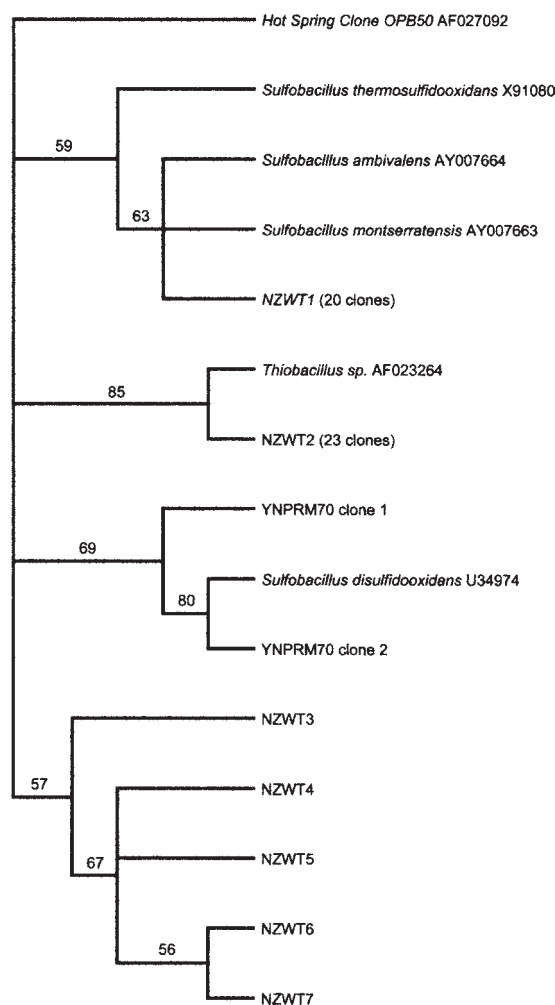 Hot Spring Clone OPB50 AF027092
Sulfobacillus thermosulfidooxidans X91080
59
Sulfobacillus ambivalens AY007664
63
Sulfobacillus montserratensis AY007663
NZWT1 (20 clones)
Thiobacillus sp. AF023264
85
NZWT2 (23 clones)
YNPRM70 clone 1
69
Sulfobacillus disulfidooxidans U34974
80
YNPRM70 clone 2
NZWT3
57
NZWT4
67
NZWT5
NZWT6
56
NZWT7